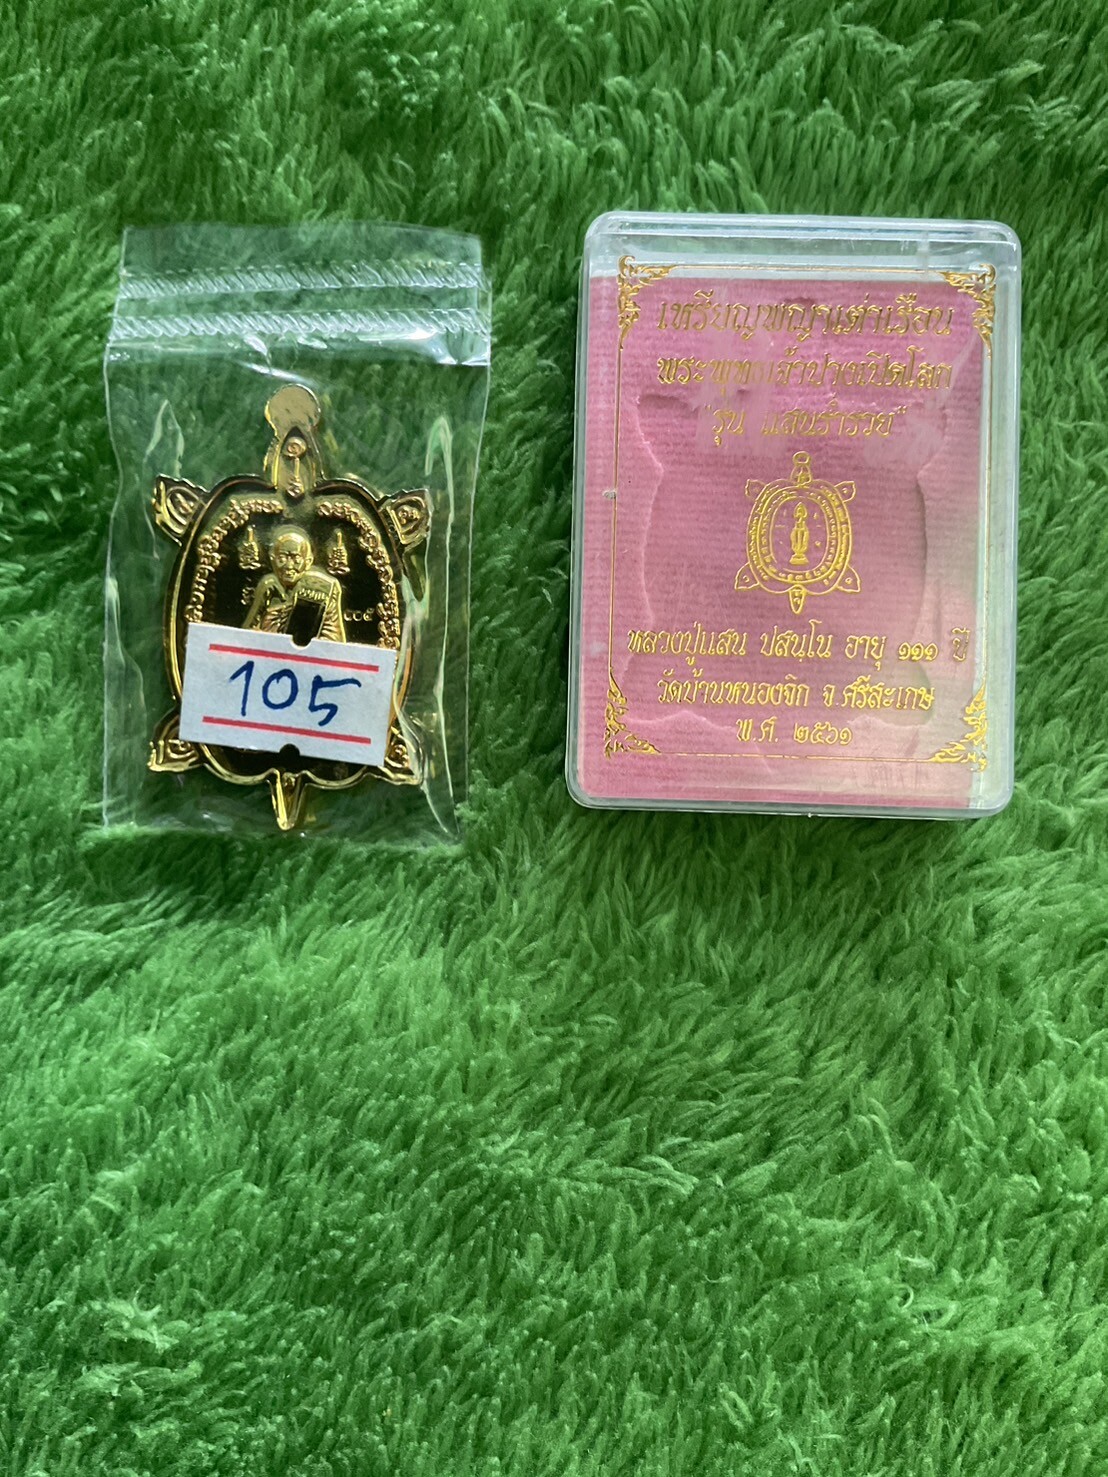 105
๑๐๕
เหรียญพญาเต่าเรือน
พระพุทธเจ้าปางเปิดโลก
"รุ่น แสนร่ำรวย"
หลวงปู่แสน ปสนฺโน อายุ ๑๑๑ ปี
วัดบ้านหนองจิก จ.ศรีสะเกษ
พ.ศ. ๒๕๖๑